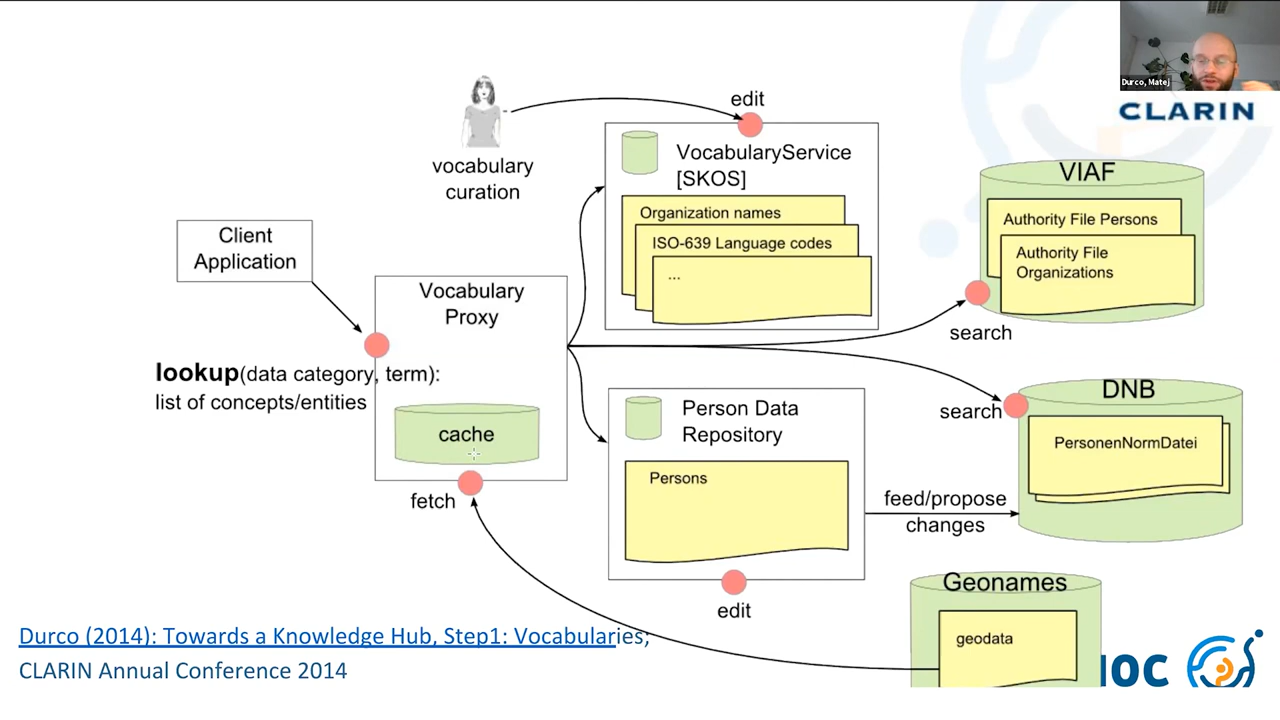 Durco, Matej
CLARIN
edit
vocabulary
curation
VocabularyService
[SKOS]
Organization names
ISO-639 Language codes
...
VIAF
Authority File Persons
Authority File
Organizations
search
Client
Application
Vocabulary
Proxy
lookup(data category, term):
list of concepts/entities
cache
fetch
Person Data
Repository
Persons
edit
search
DNB
PersonenNormDatei
feed/propose
changes
Geonames
geodata
Durco (2014): Towards a Knowledge Hub, Step1: Vocabularies;
CLARIN Annual Conference 2014